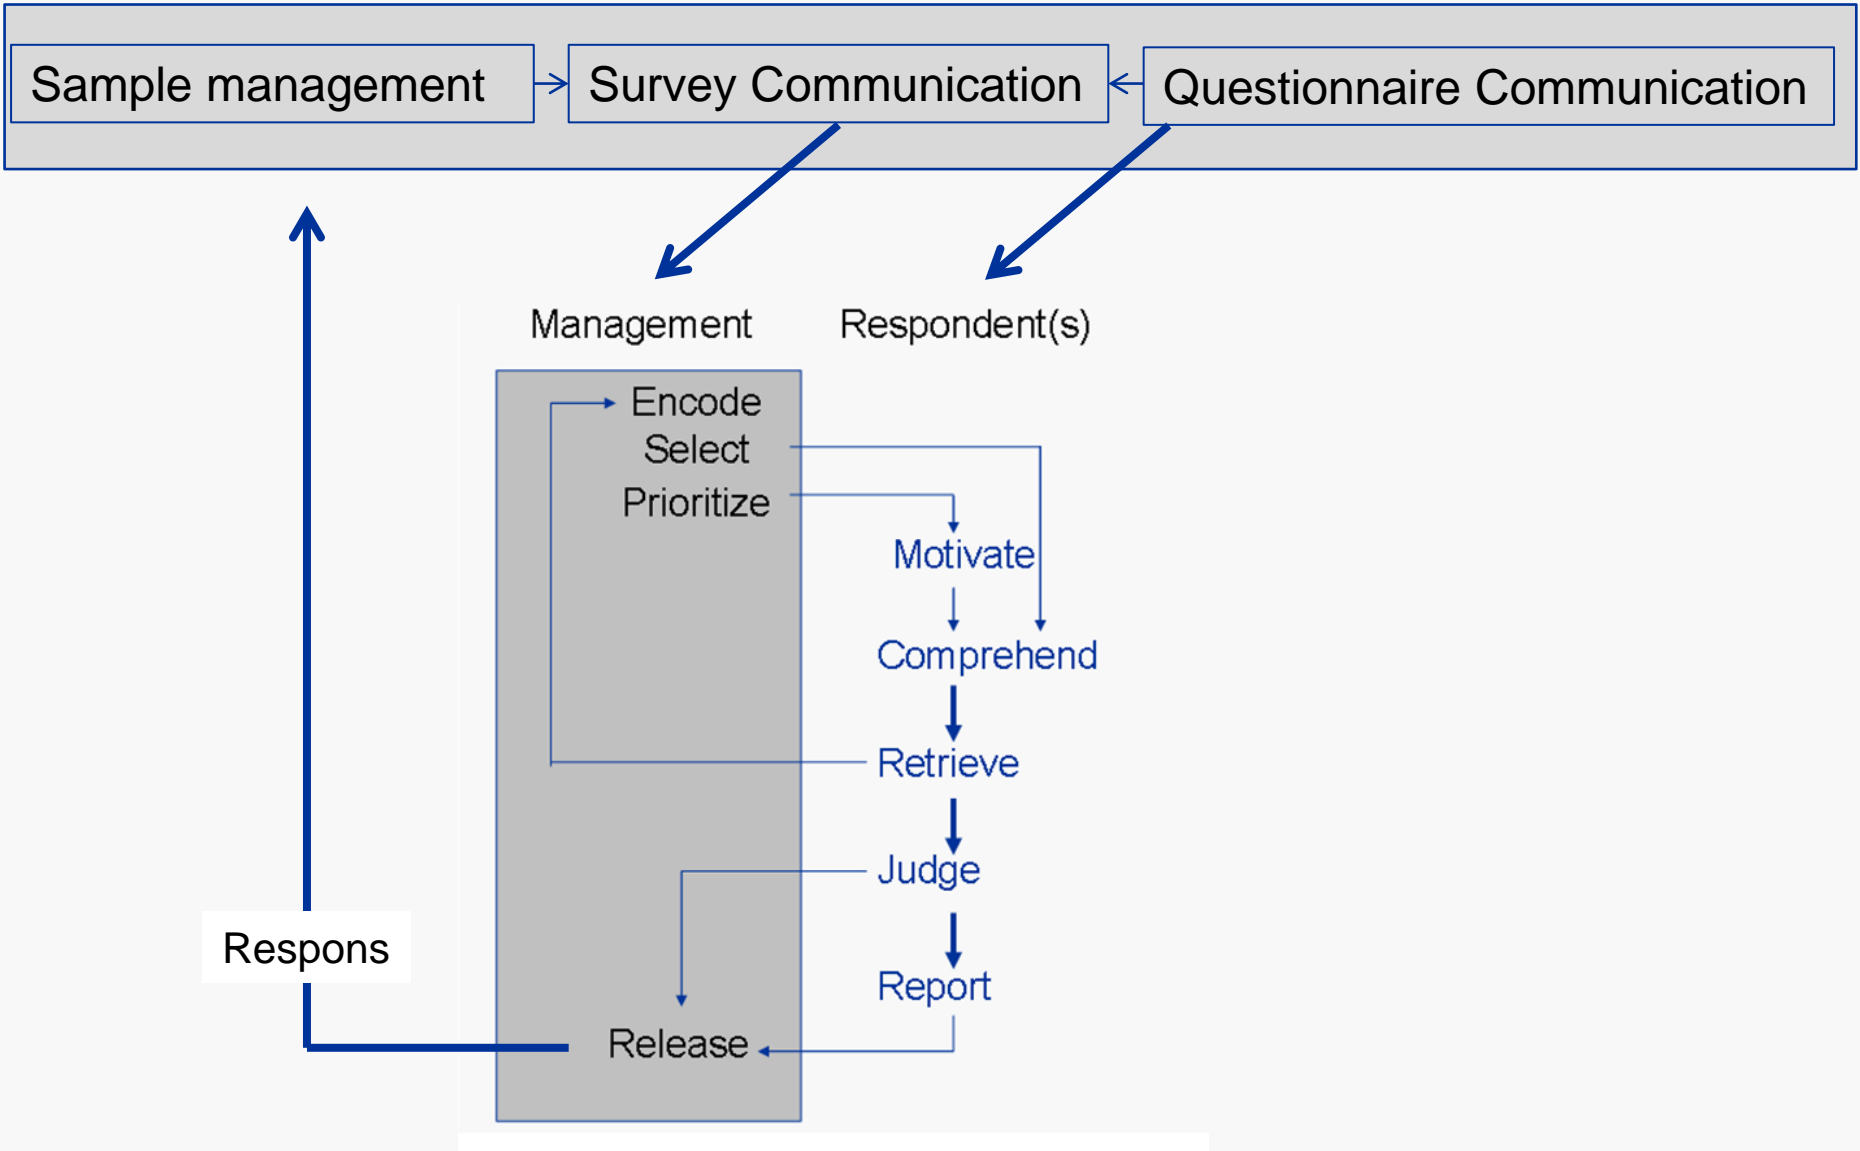 Sample management
Survey Communication
Questionnaire Communication
Management
Respondent(s)
Encode
Select
Prioritize
Motivate
Comprehend
Retrieve
Judge
Respons
Report
Release